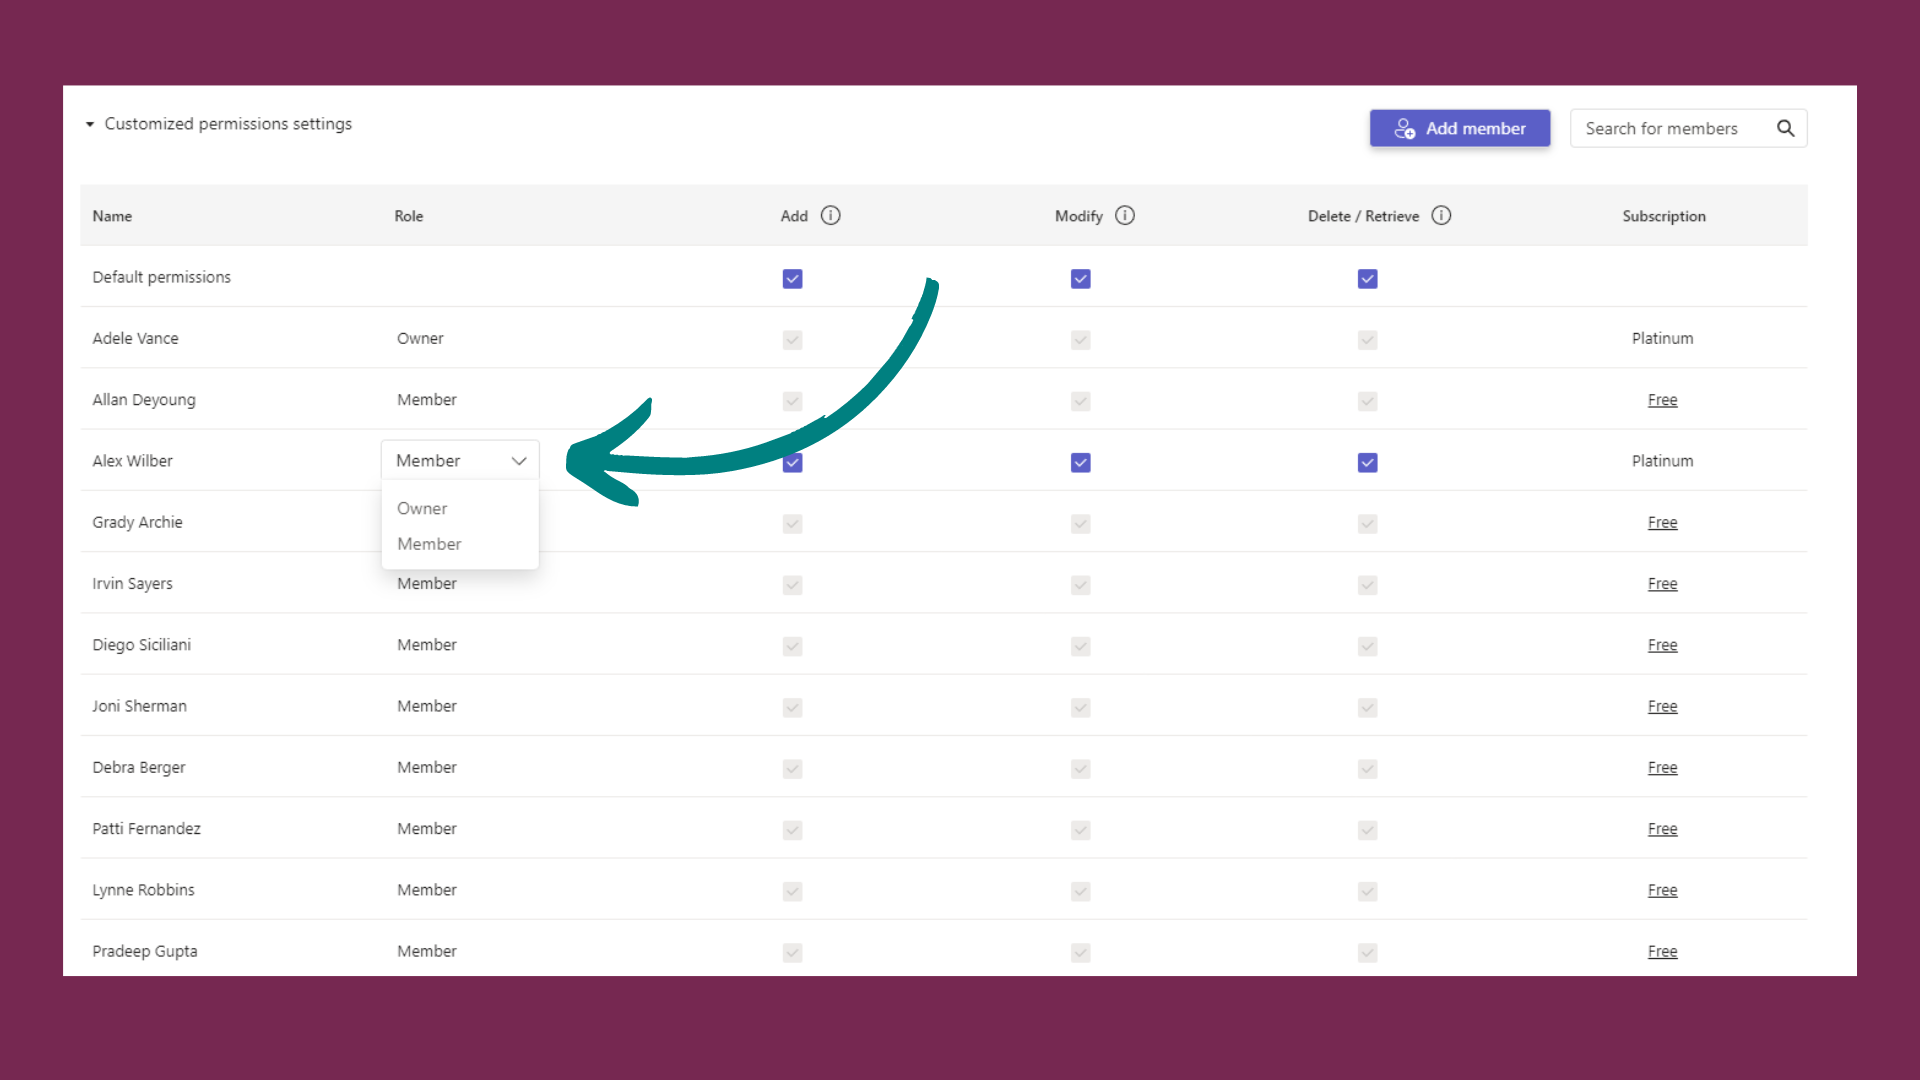 Customized permissions settings
Add member
Search for members
Name Role Add Modify Delete / Retrieve Subscription
Default permissions
Adele Vance Owner Platinum
Allan Deyoung Member Free
Alex Wilber Member Platinum
Owner
Grady Archie Free
Member
Irvin Sayers Member Free
Diego Siciliani Member Free
Joni Sherman Member Free
Debra Berger Member Free
Patti Fernandez Member Free
Lynne Robbins Member Free
Pradeep Gupta Member Free